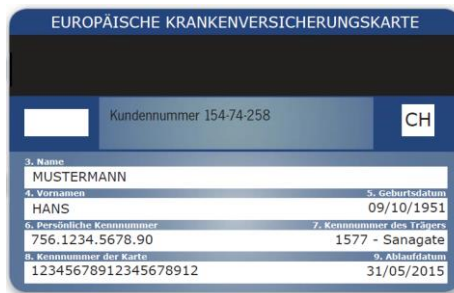 EUROPÄISCHE KRANKENVERSICHERUNGSKARTE
Kundennummer 154-74-258
CH
3. Name
MUSTERMANN
4. Vornamen 5. Geburtsdatum
HANS 09/10/1951
6. Persönliche Kennnummer 7. Kennnummer des Trägers
756.1234.5678.90 1577 - Sanagate
8. Kennnummer der Karte 9. Ablaufdatum
12345678912345678912 31/05/2015